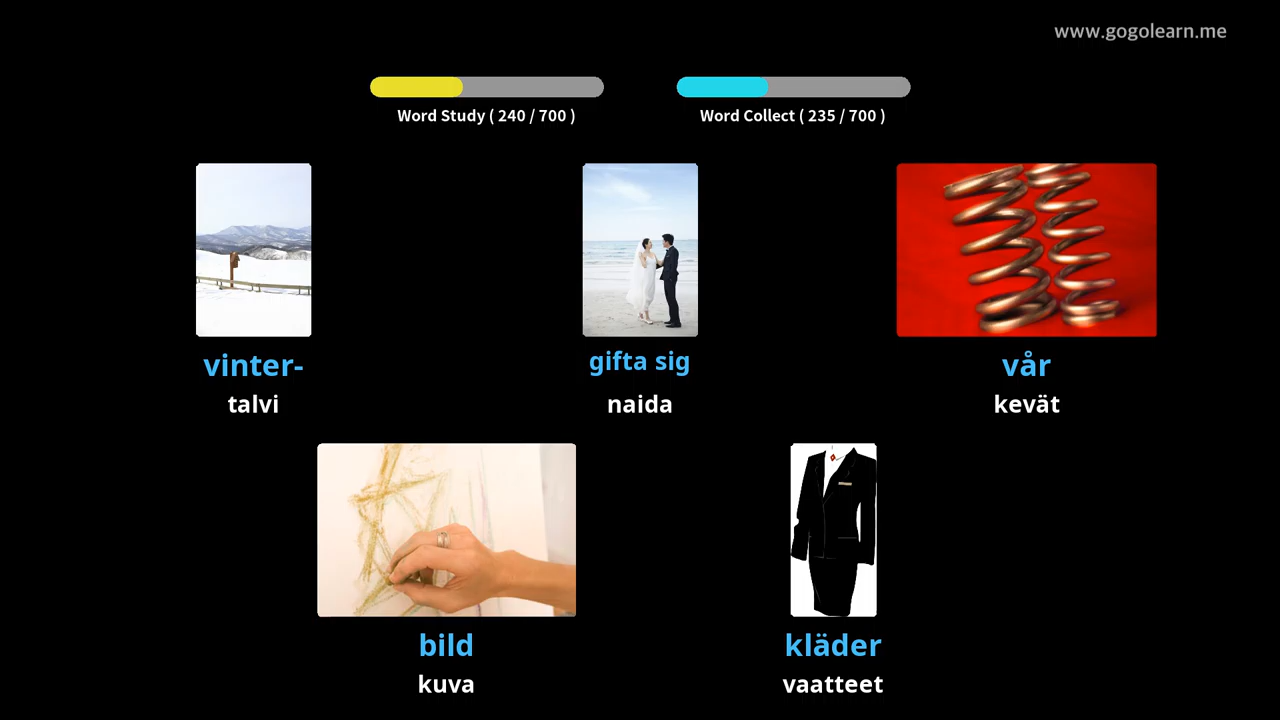 www.gogolearn.me
Word Study ( 240 / 700 )
Word Collect ( 235 / 700 )
vinter-
talvi
gifta sig
naida
vår
kevät
bild
kuva
kläder
vaatteet